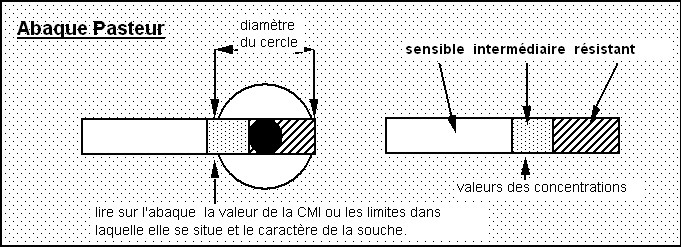 Abaque Pasteur
diamètre
du cercle
sensible intermédiaire résistant
valeurs des concentrations
lire sur l'abaque la valeur de la CMI ou les limites dans
laquelle elle se situe et le caractère de la souche.